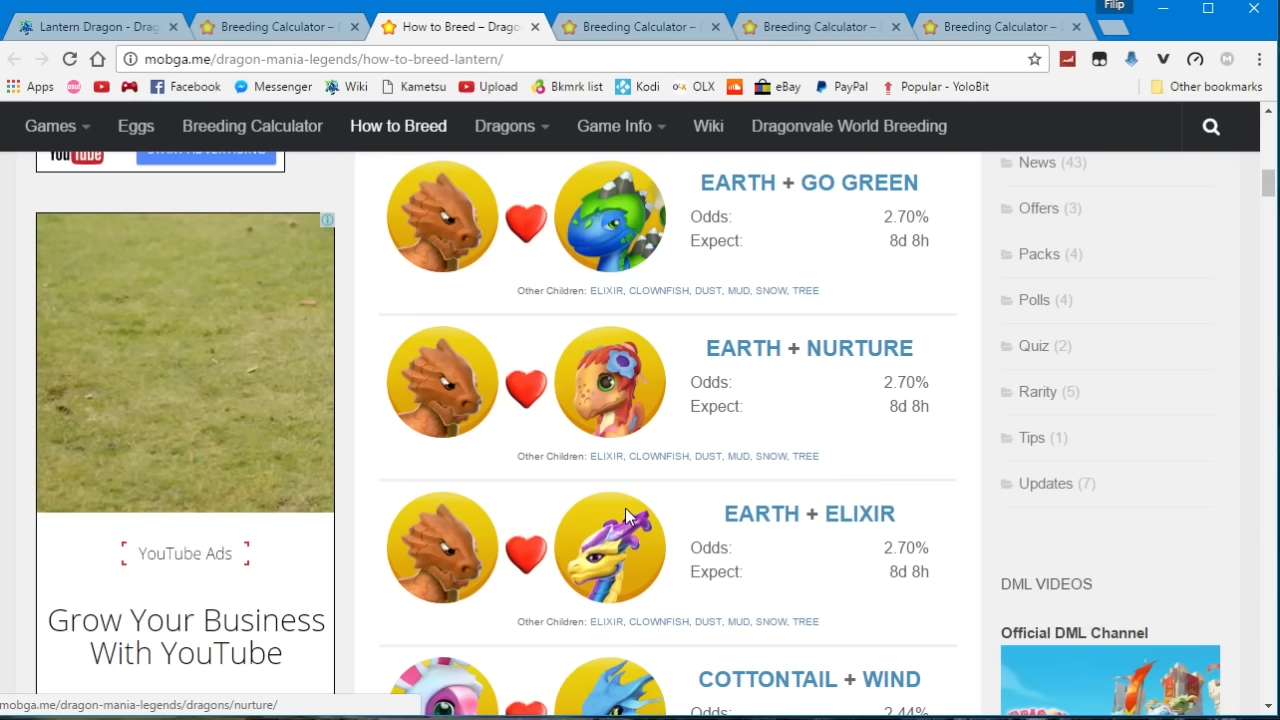 Filip
Lantern Dragon - Drag
Breeding Calculator –
How to Breed – Drago
Breeding Calculator –
Breeding Calculator –
Breeding Calculator –
mobga.me/dragon-mania-legends/how-to-breed-lantern/
Apps
Facebook
Messenger
Wiki
Kametsu
Upload
Bkmrk list
Kodi
OLX
eBay
PayPal
Popular - YoloBit
Other bookmarks
Games
Eggs
Breeding Calculator
How to Breed
Dragons
Game Info
Wiki
Dragonvale World Breeding
YouTube
START ADVERTISING
EARTH + GO GREEN
Odds: 2.70%
Expect: 8d 8h
Other Children: ELIXIR, CLOWNFISH, DUST, MUD, SNOW, TREE
EARTH + NURTURE
Odds: 2.70%
Expect: 8d 8h
Other Children: ELIXIR, CLOWNFISH, DUST, MUD, SNOW, TREE
EARTH + ELIXIR
Odds: 2.70%
Expect: 8d 8h
Other Children: ELIXIR, CLOWNFISH, DUST, MUD, SNOW, TREE
COTTONTAIL + WIND
Odds: 2.44%
News (43)
Offers (3)
Packs (4)
Polls (4)
Quiz (2)
Rarity (5)
Tips (1)
Updates (7)
DML VIDEOS
Official DML Channel
YouTube Ads
Grow Your Business
With YouTube
mobga.me/dragon-mania-legends/dragons/nurture/